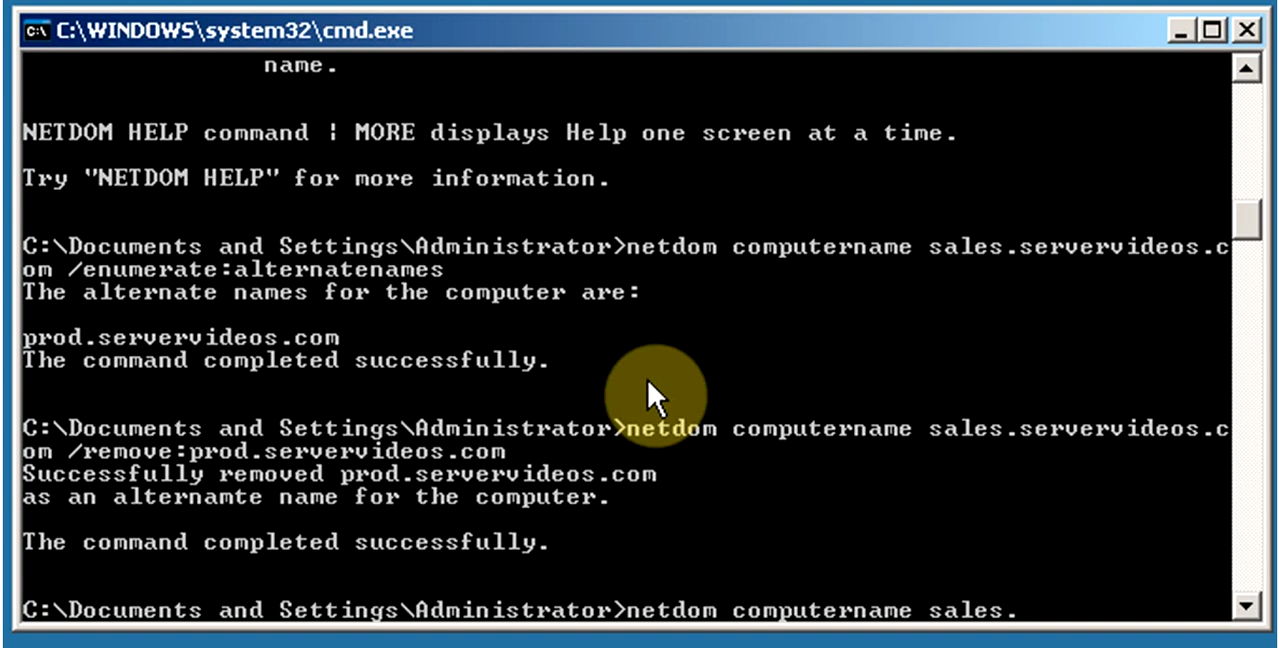 C:\WINDOWS\system32\cmd.exe
name.
NETDOM HELP command | MORE displays Help one screen at a time.
Try "NETDOM HELP" for more information.
C:\Documents and Settings\Administrator>netdom computername sales.servervideos.c
om /enumerate:alternatenames
The alternate names for the computer are:
prod.servervideos.com
The command completed successfully.
C:\Documents and Settings\Administrator>netdom computername sales.servervideos.c
om /remove:prod.servervideos.com
Successfully removed prod.servervideos.com
as an alternamte name for the computer.
The command completed successfully.
C:\Documents and Settings\Administrator>netdom computername sales.